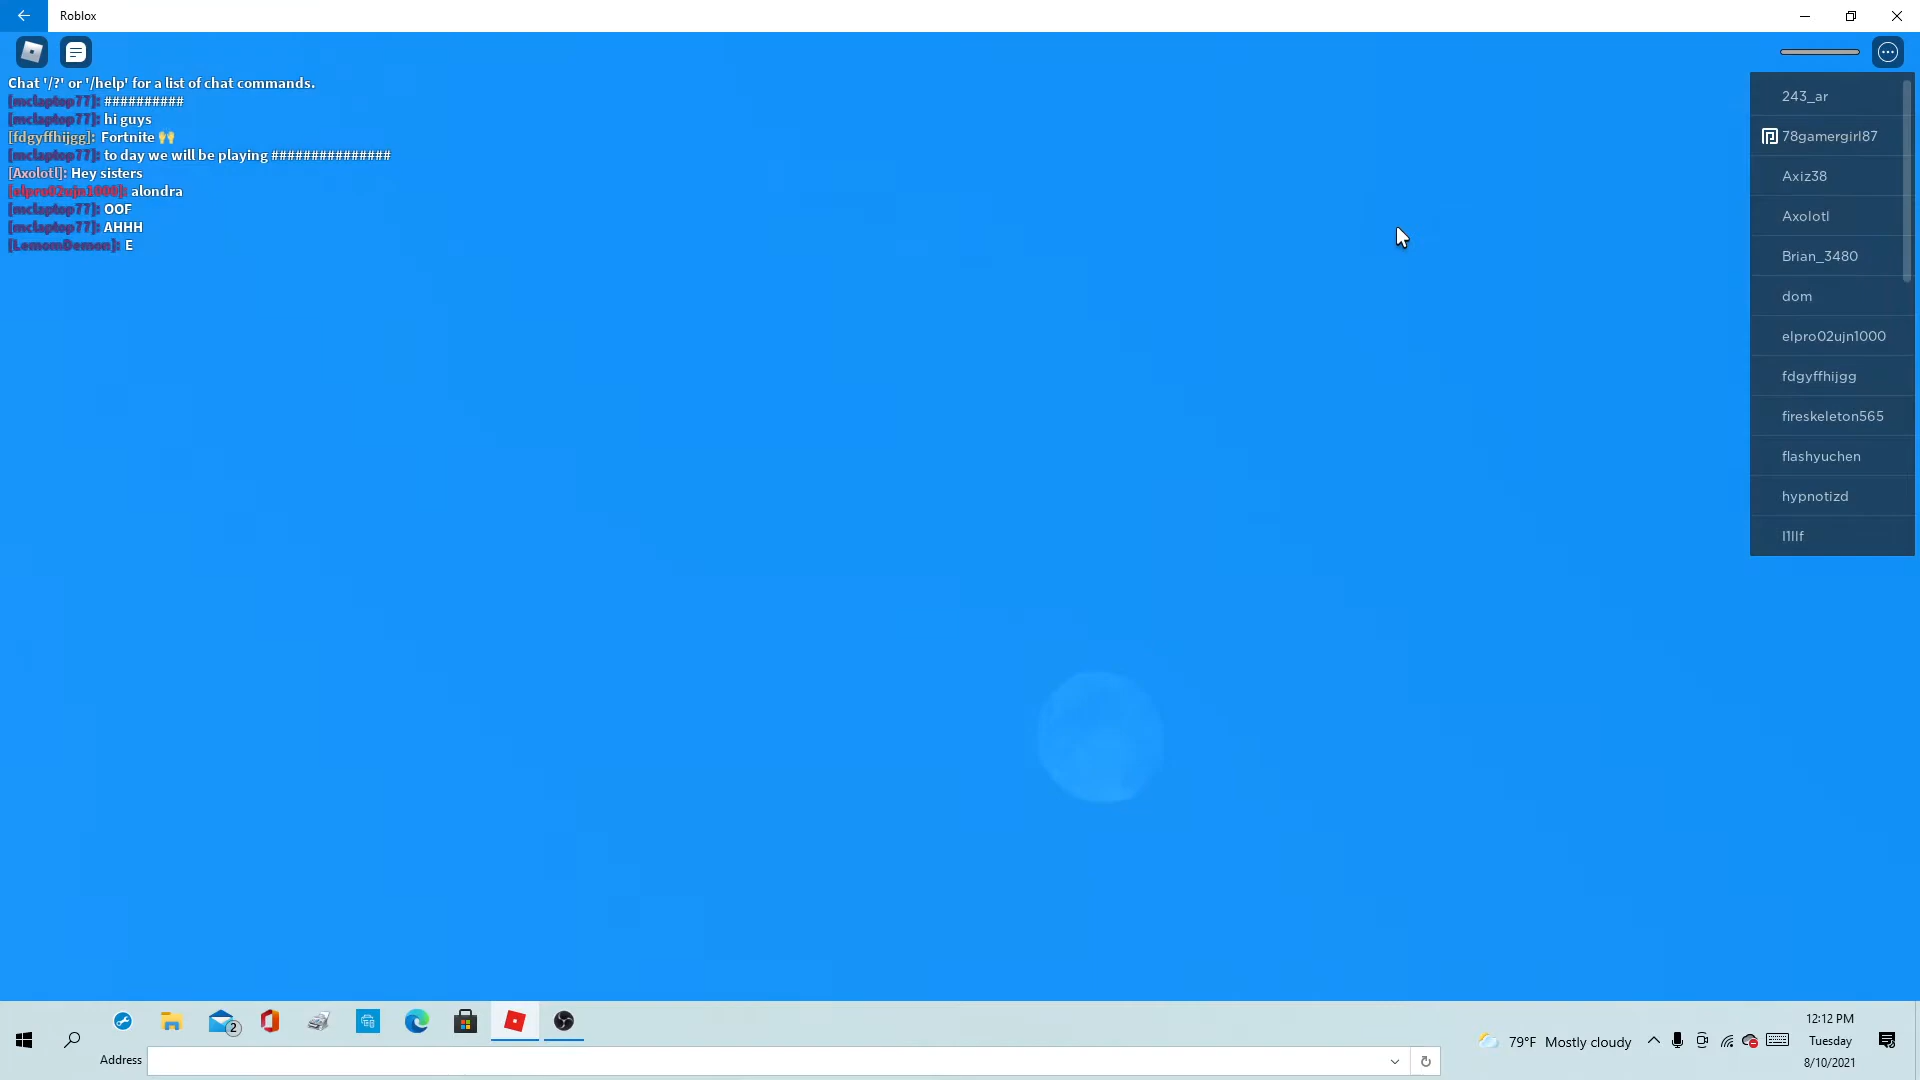 Roblox
Chat '/?' or '/help' for a list of chat commands.
[mclaptop77]: ##########
[mclaptop77]: hi guys
[fdgyffhijgg]: Fortnite 🙌
[mclaptop77]: to day we will be playing ###############
[Axolotl]: Hey sisters
[elpro02ujn1000]: alondra
[mclaptop77]: OOF
[mclaptop77]: AHHH
[LemomDemon]: E
243_ar
78gamergirl87
Axiz38
Axolotl
Brian_3480
dom
elpro02ujn1000
fdgyffhijgg
fireskeleton565
flashyuchen
hypnotizd
2
Address
79°F Mostly cloudy
12:12 PM
Tuesday
8/10/2021